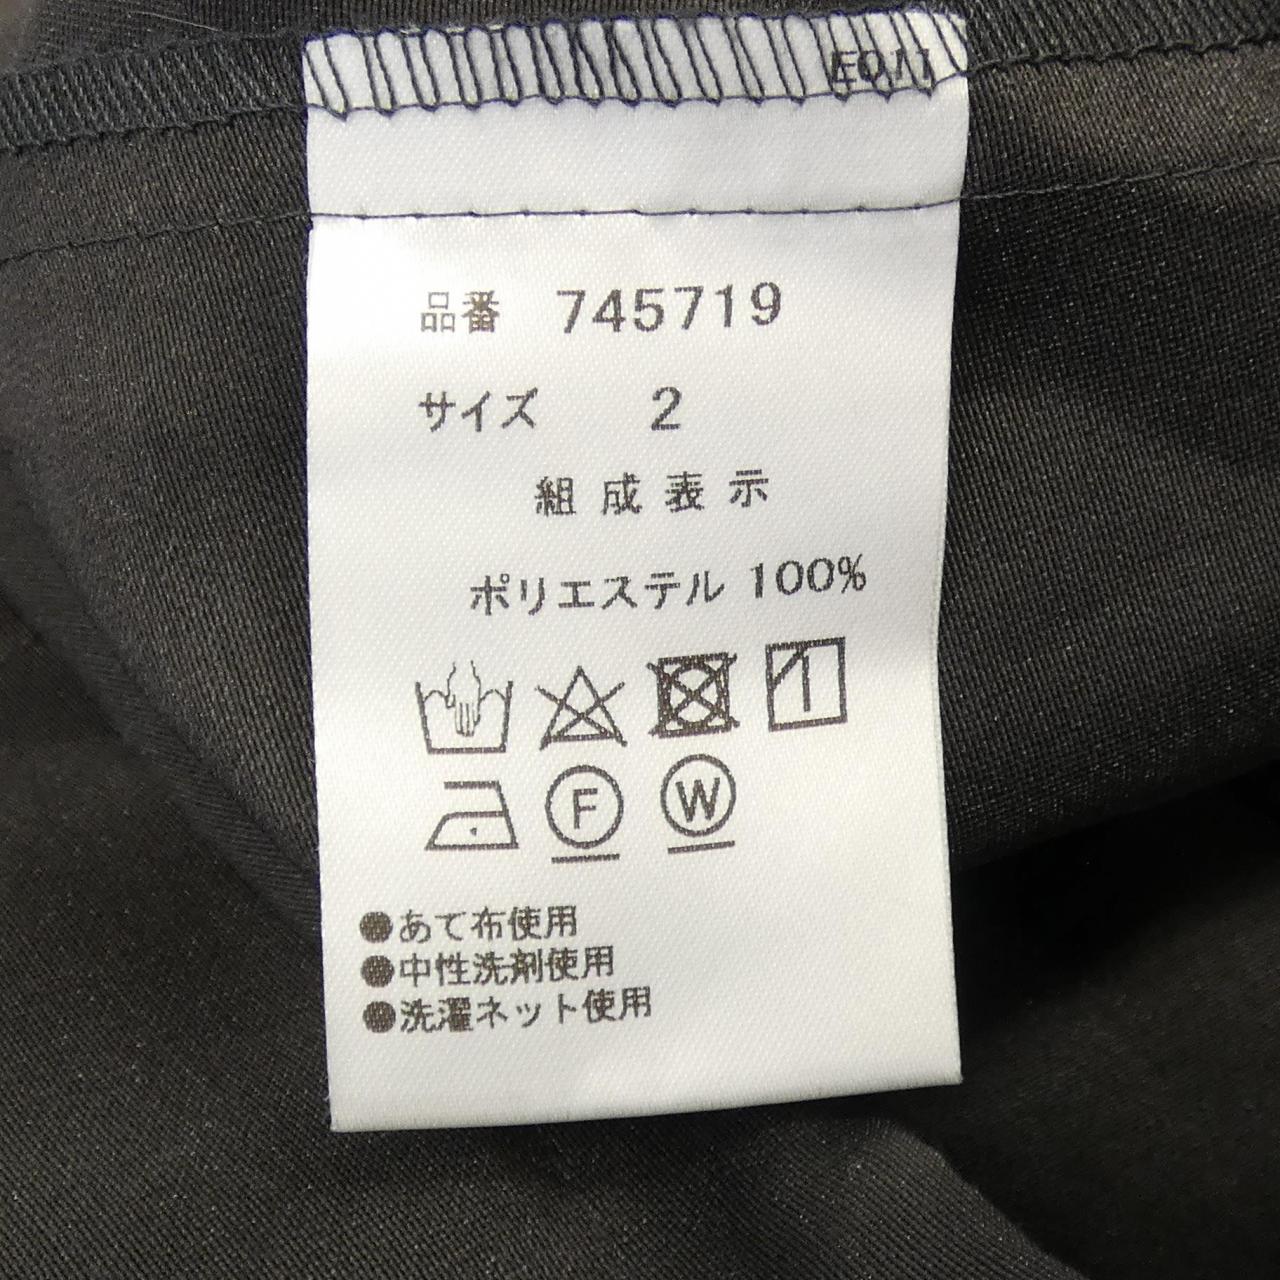 品番 745719
サイズ 2
組成表示
ポリエステル 100%
F W
●あて布使用
●中性洗剤使用
●洗濯ネット使用